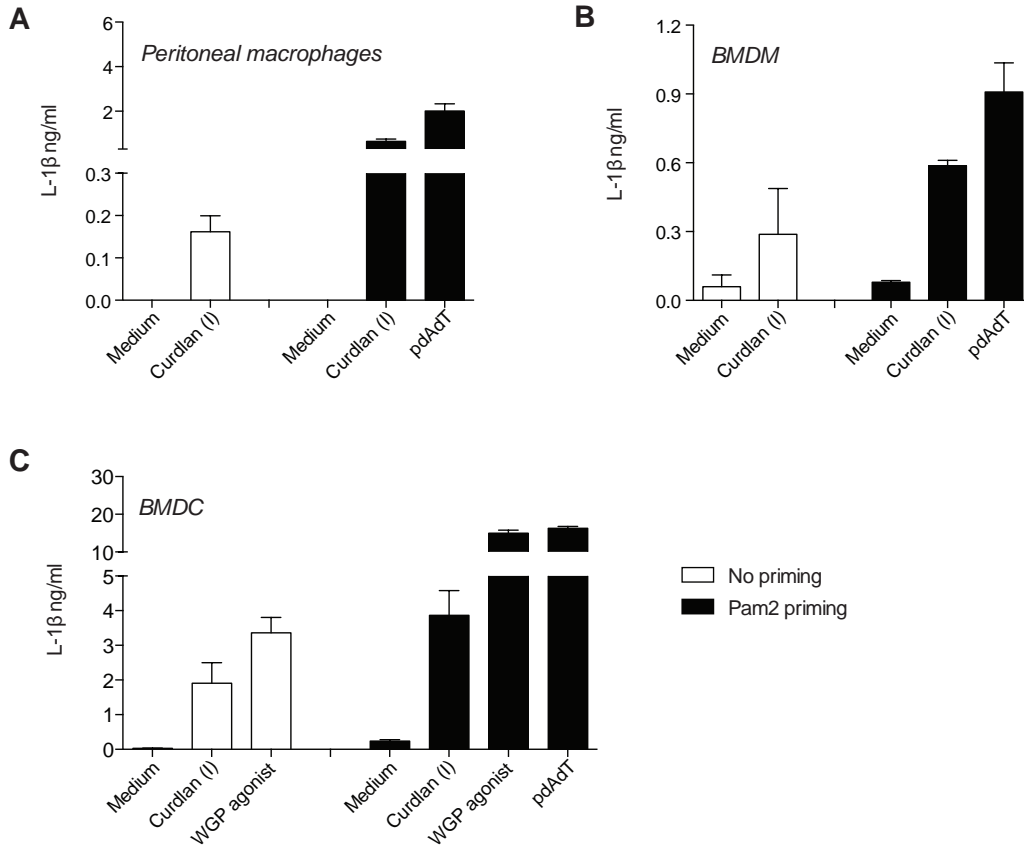 A
Peritoneal macrophages
L-1β ng/ml
6
4
2
0.3
0.2
0.1
0.0
Medium
Curdlan (I)
Medium
Curdlan (I)
pdAdT
B
BMDM
L-1β ng/ml
1.2
0.9
0.6
0.3
0.0
Medium
Curdlan (I)
Medium
Curdlan (I)
pdAdT
C
BMDC
L-1β ng/ml
30
20
10
5
4
3
2
1
0
Medium
Curdlan (I)
WGP agonist
Medium
Curdlan (I)
WGP agonist
pdAdT
No priming
Pam2 priming